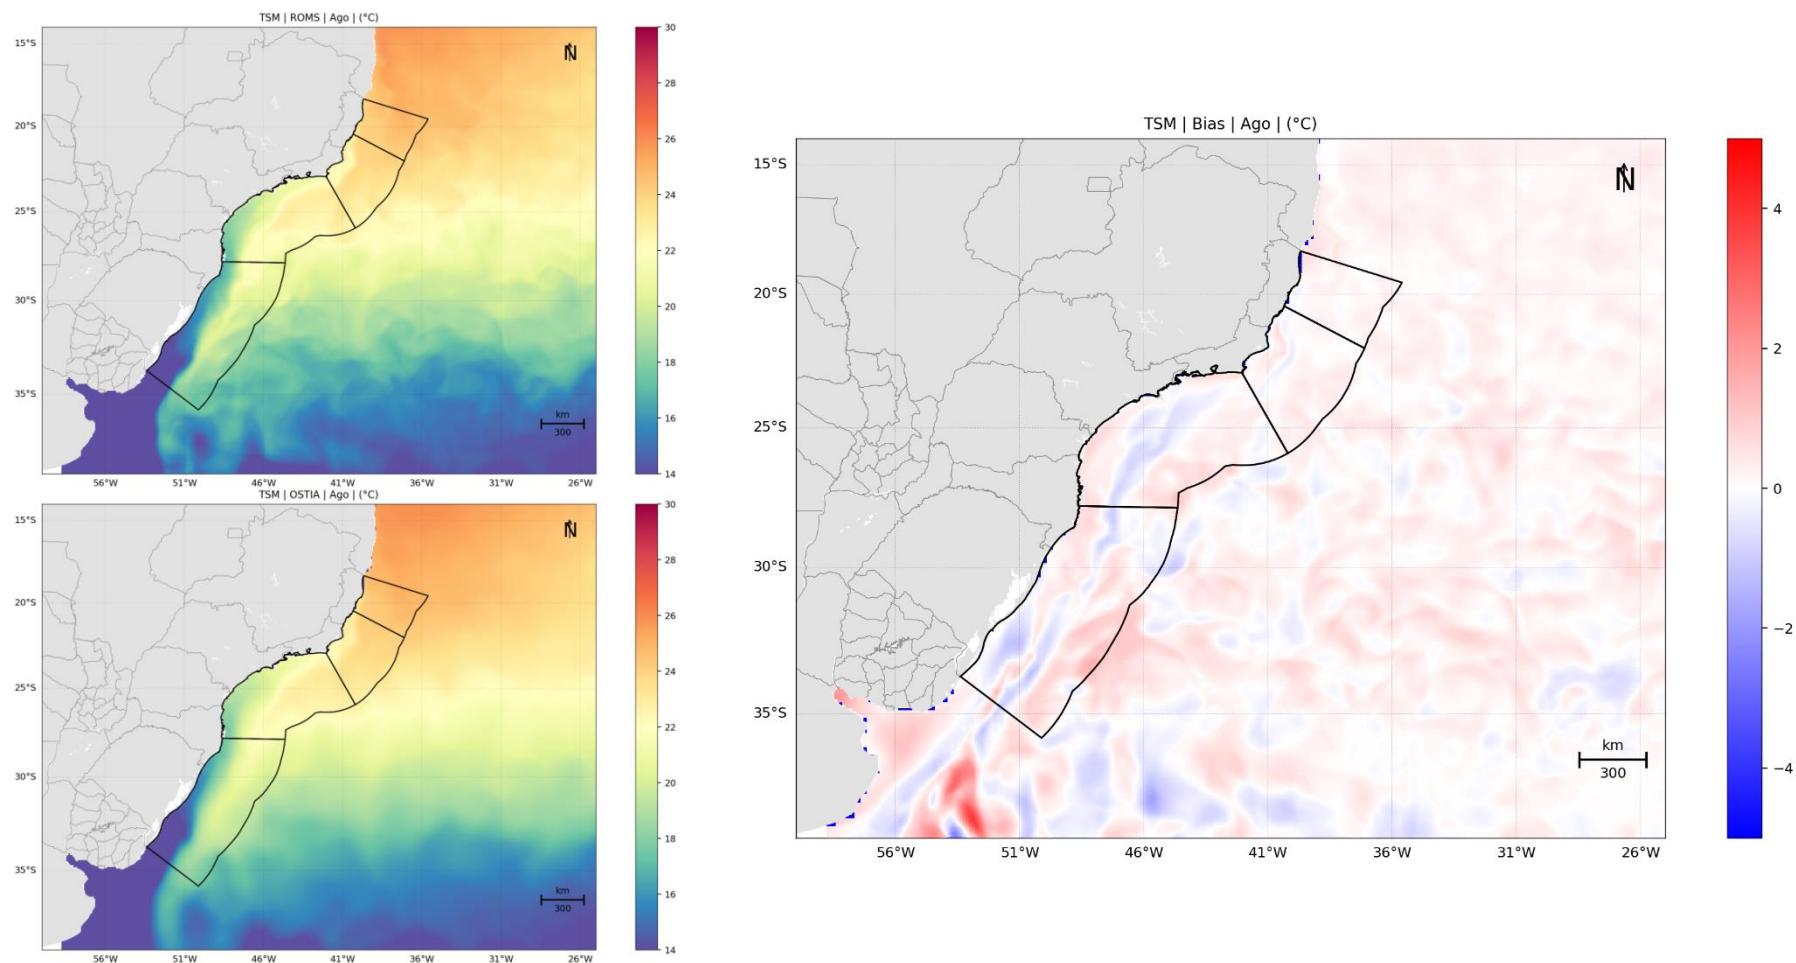 TSM | ROMS | Ago | (°C)
15°S
20°S
25°S
30°S
35°S
56°W 51°W 46°W 41°W 36°W 31°W 26°W
N
km
300
30
28
26
24
22
20
18
16
14
TSM | OSTIA | Ago | (°C)
15°S
20°S
25°S
30°S
35°S
56°W 51°W 46°W 41°W 36°W 31°W 26°W
N
km
300
30
28
26
24
22
20
18
16
14
TSM | Bias | Ago | (°C)
15°S
20°S
25°S
30°S
35°S
56°W 51°W 46°W 41°W 36°W 31°W 26°W
N
km
300
4
2
0
−2
−4